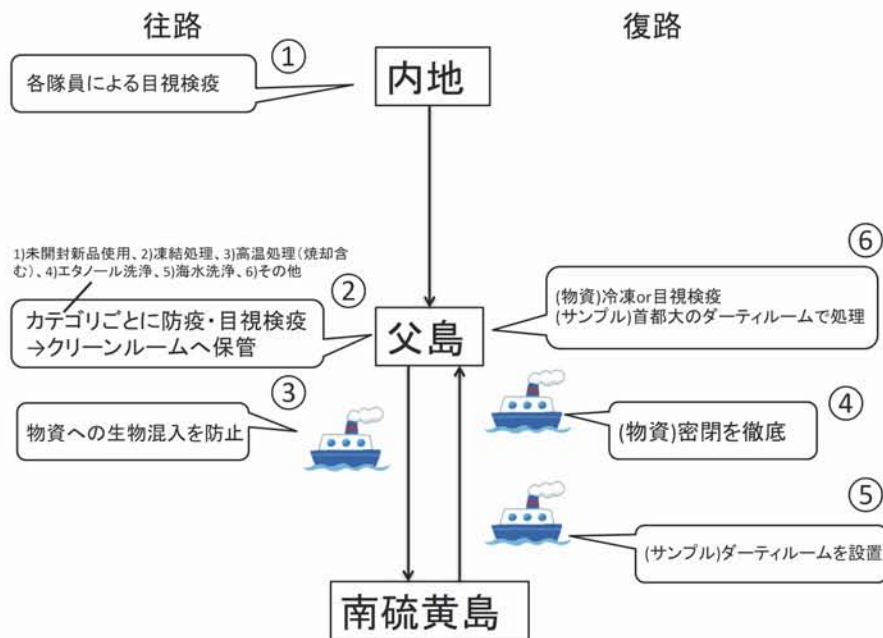 往路
復路
①
各隊員による目視検疫
内地
1)未開封新品使用、2)凍結処理、3)高温処理(焼却含
む)、4)エタノール洗浄、5)海水洗浄、6)その他
②
カテゴリごとに防疫・目視検疫
→クリーンルームへ保管
父島
⑥
(物資)冷凍or目視検疫
(サンプル)首都大のダーティルームで処理
③
物資への生物混入を防止
④
(物資)密閉を徹底
⑤
(サンプル)ダーティルームを設置
南硫黄島